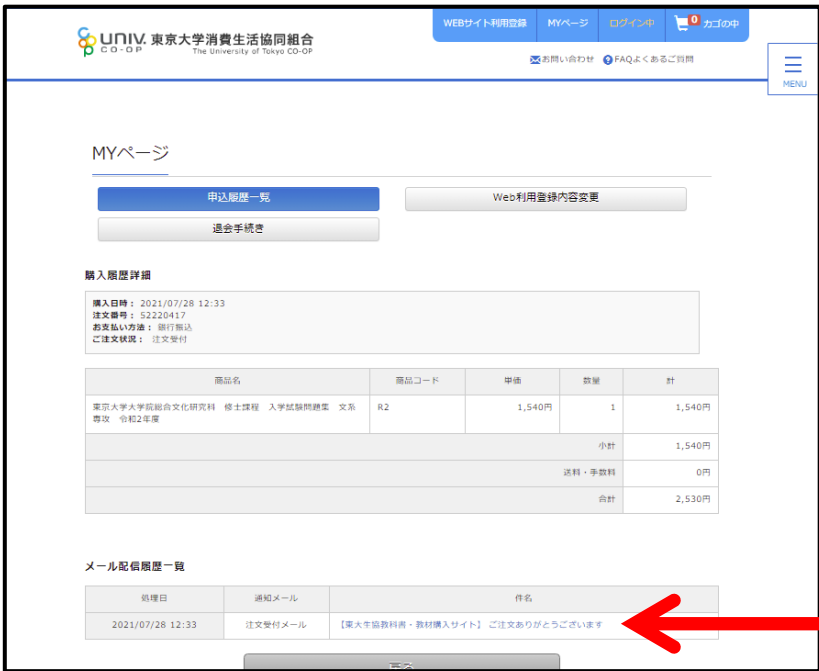 WEBサイト利用登録 MYページ ログイン中 0 カゴの中
UNIV. CO-OP 東京大学消費生活協同組合
The University of Tokyo CO-OP
お問い合わせ FAQよくあるご質問
MENU
MYページ
申込履歴一覧 Web利用登録内容変更
退会手続き
購入履歴詳細
購入日時： 2021/07/28 12:33
注文番号： 52220417
お支払い方法： 銀行振込
ご注文状況： 注文受付
商品名 商品コード 単価 数量 計
東京大学大学院総合文化研究科 修士課程 入学試験問題集 文系 R2 1,540円 1 1,540円
専攻 令和2年度
小計 1,540円
送料・手数料 0円
合計 2,530円
メール配信履歴一覧
処理日 通知メール 件名
2021/07/28 12:33 注文受付メール 【東大生協教科書・教材購入サイト】 ご注文ありがとうございます